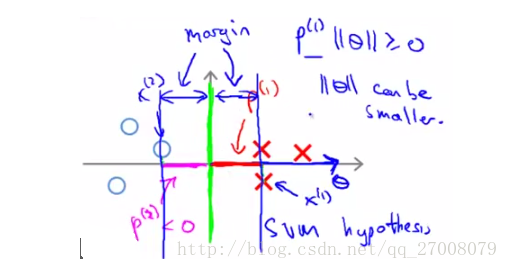 margin
p^(1) ||θ|| ≥ 0
x^(2)
p^(1)
||θ|| can be
smaller.
θ
x^(1)
p^(2)
< 0
SVM hypothesis
http://blog.csdn.net/qq_27008079